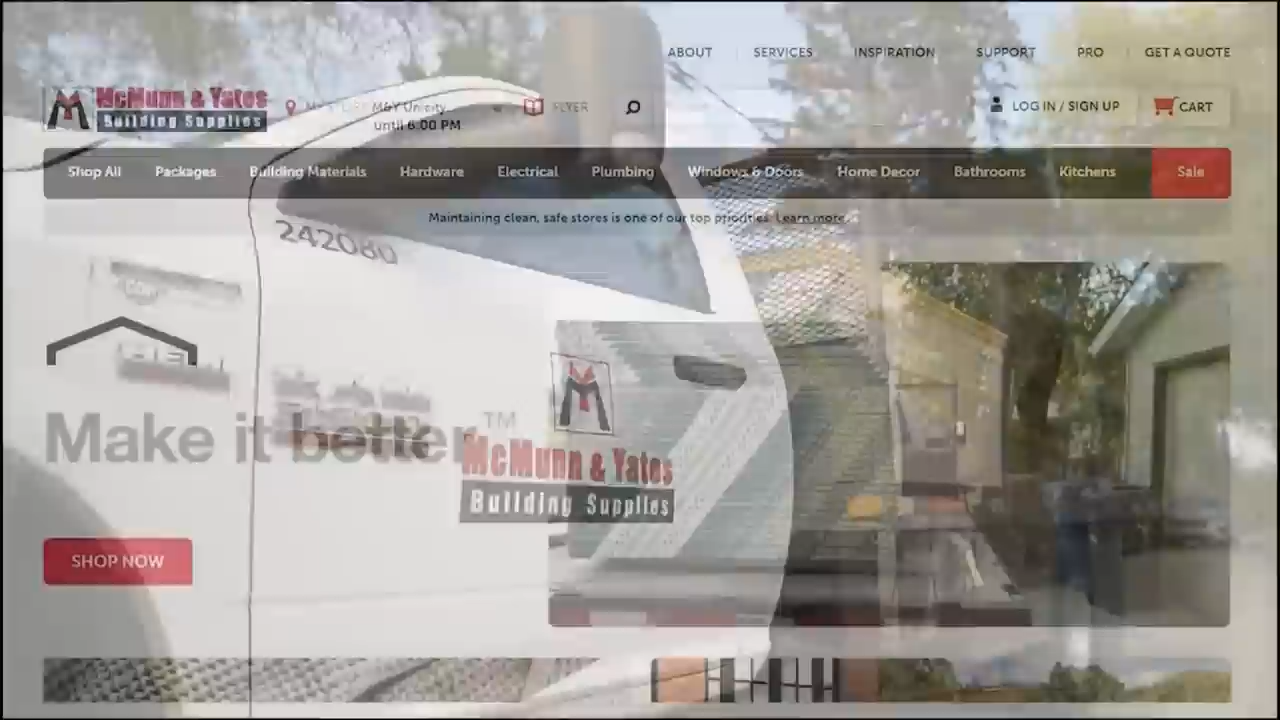 ABOUT SERVICES INSPIRATION SUPPORT PRO GET A QUOTE
McMunn & Yates
Building Supplies
M&Y Unicity
until 6:00 PM
FLYER
LOG IN / SIGN UP
CART
Shop All Packages Building Materials Hardware Electrical Plumbing Windows & Doors Home Decor Bathrooms Kitchens Sale
Maintaining clean, safe stores is one of our top priorities. Learn more
242080
Make it better™
McMunn & Yates
Building Supplies
SHOP NOW